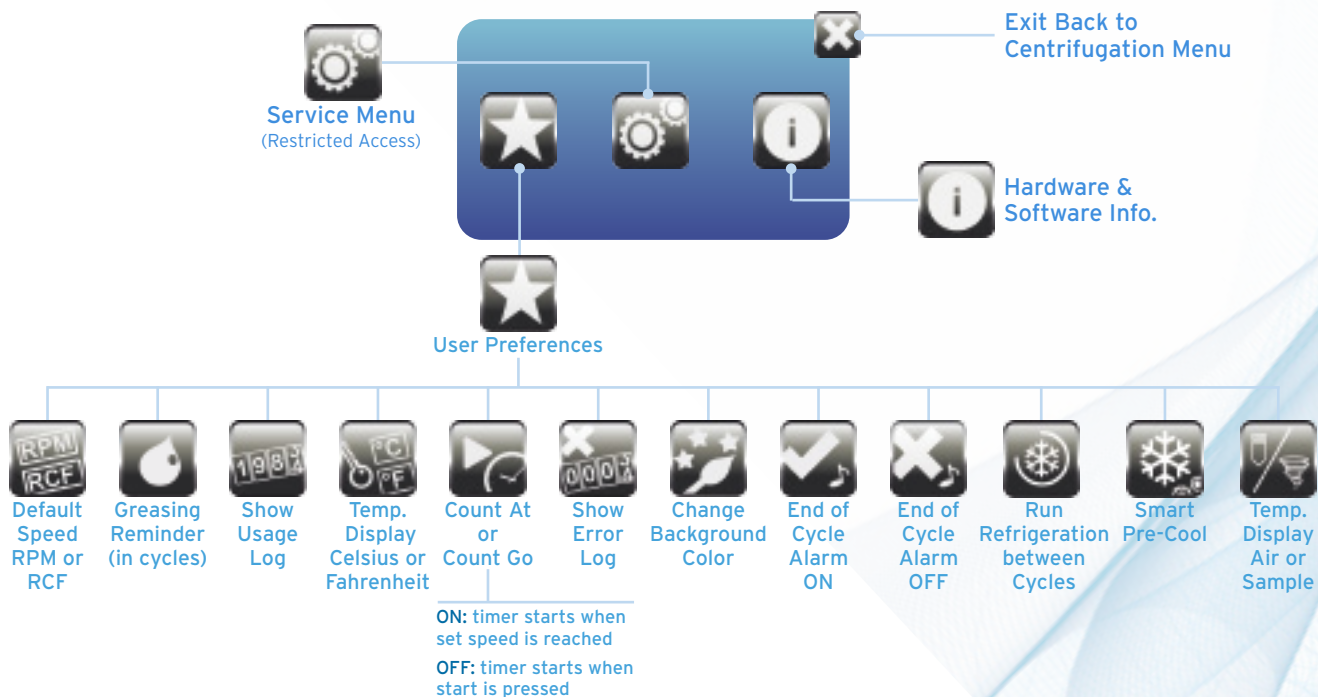 Exit Back to
Centrifugation Menu
Service Menu
(Restricted Access)
i
i
Hardware &
Software Info.
User Preferences
RPM
RCF
Default
Speed
RPM or
RCF
Greasing
Reminder
(in cycles)
Show
Usage
Log
°C
°F
Temp.
Display
Celsius or
Fahrenheit
Count At
or
Count Go
Show
Error
Log
Change
Background
Color
End of
Cycle
Alarm
ON
End of
Cycle
Alarm
OFF
Run
Refrigeration
between
Cycles
Smart
Pre-Cool
Temp.
Display
Air or
Sample
ON: timer starts when
set speed is reached
OFF: timer starts when
start is pressed